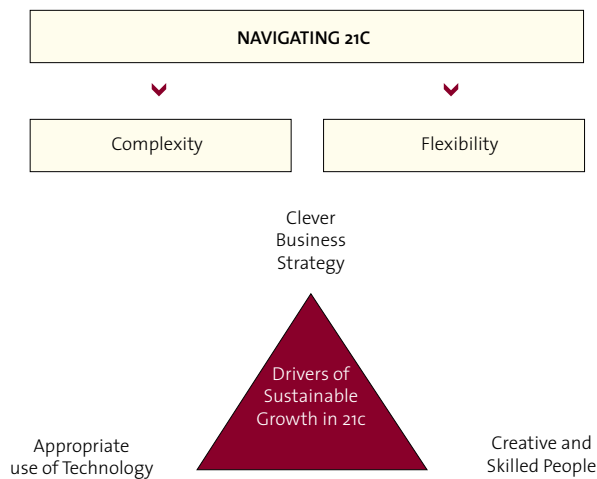 NAVIGATING 21C
Complexity
Flexibility
Clever
Business
Strategy
Drivers of
Sustainable
Growth in 21c
Appropriate
use of Technology
Creative and
Skilled People